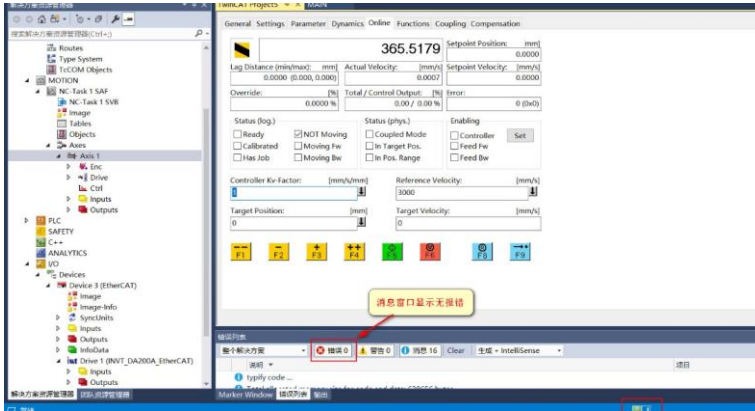 解决方案资源管理器
TwinCAT Project5
MAIN
搜索解决方案资源管理器(Ctrl+;)
Routes
Type System
TcCOM Objects
MOTION
NC-Task 1 SAF
NC-Task 1 SVB
Image
Tables
Objects
Axes
Axis 1
Enc
Drive
Ctrl
Inputs
Outputs
PLC
SAFETY
C++
ANALYTICS
I/O
Devices
Device 3 (EtherCAT)
Image
Image-Info
SyncUnits
Inputs
Outputs
InfoData
Drive 1 (INVT_DA200A_EtherCAT)
Inputs
Outputs
解决方案资源管理器 团队资源管理器
General Settings Parameter Dynamics Online Functions Coupling Compensation
365.5179
Setpoint Position: [mm]
0.0000
Lag Distance (min/max): [mm] Actual Velocity: [mm/s] Setpoint Velocity: [mm/s]
0.0000 (0.000, 0.000) 0.0007 0.0000
Override: [%] Total / Control Output: [%] Error:
0.0000 % 0.00 / 0.00 % 0 (0x0)
Status (log.) Status (phys.) Enabling
Ready NOT Moving Coupled Mode Controller Set
Calibrated Moving Fw In Target Pos. Feed Fw
Has Job Moving Bw In Pos. Range Feed Bw
Controller Kv-Factor: [mm/s/mm] Reference Velocity: [mm/s]
1 3000
Target Position: [mm] Target Velocity: [mm/s]
0 0
-- - + ++
F1 F2 F3 F4 F5 F6 F8 F9
消息窗口显示无报错
错误列表
整个解决方案 错误 0 警告 0 消息 16 Clear 生成 + IntelliSense
说明 项目
typify code ...
Marker Window 错误列表 输出